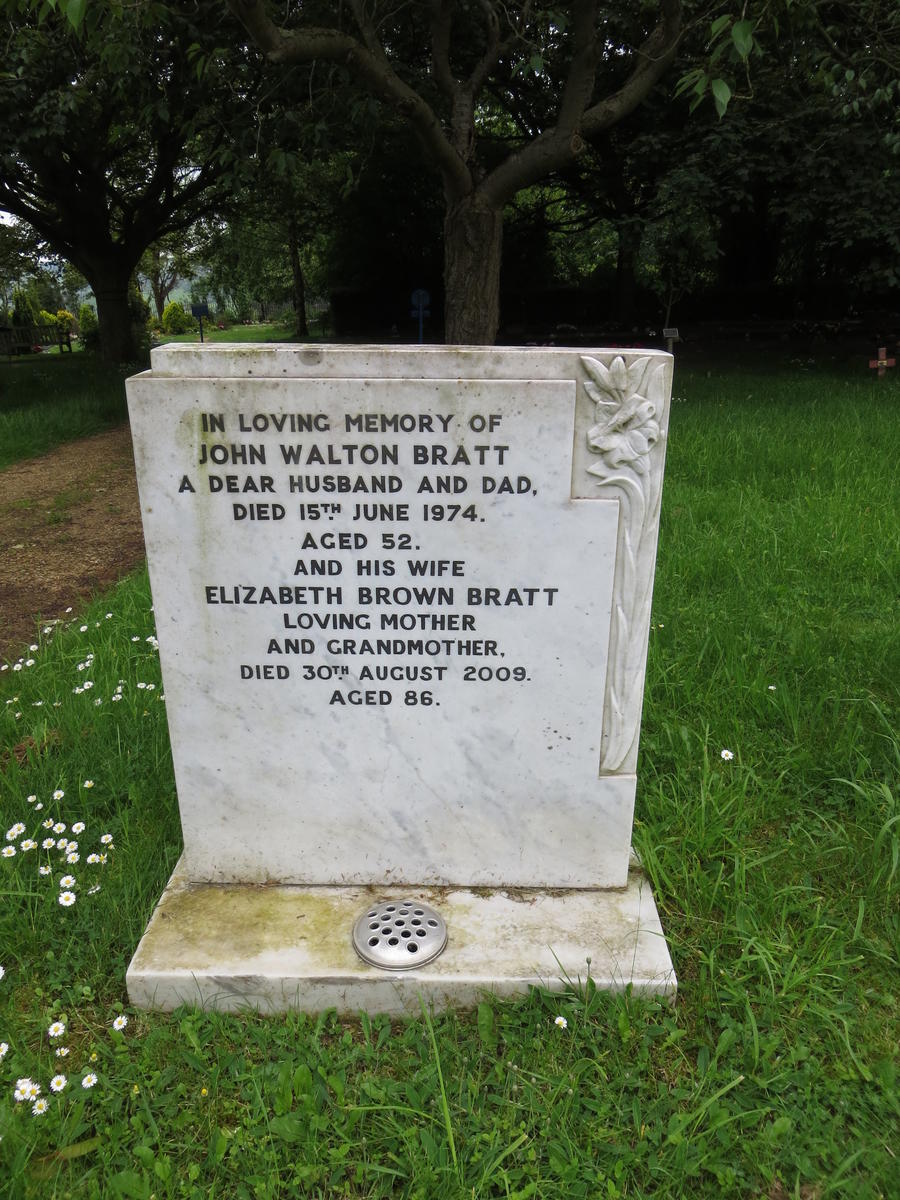 IN LOVING MEMORY OF
JOHN WALTON BRATT
A DEAR HUSBAND AND DAD,
DIED 15TH JUNE 1974.
AGED 52.
AND HIS WIFE
ELIZABETH BROWN BRATT
LOVING MOTHER
AND GRANDMOTHER,
DIED 30TH AUGUST 2009.
AGED 86.